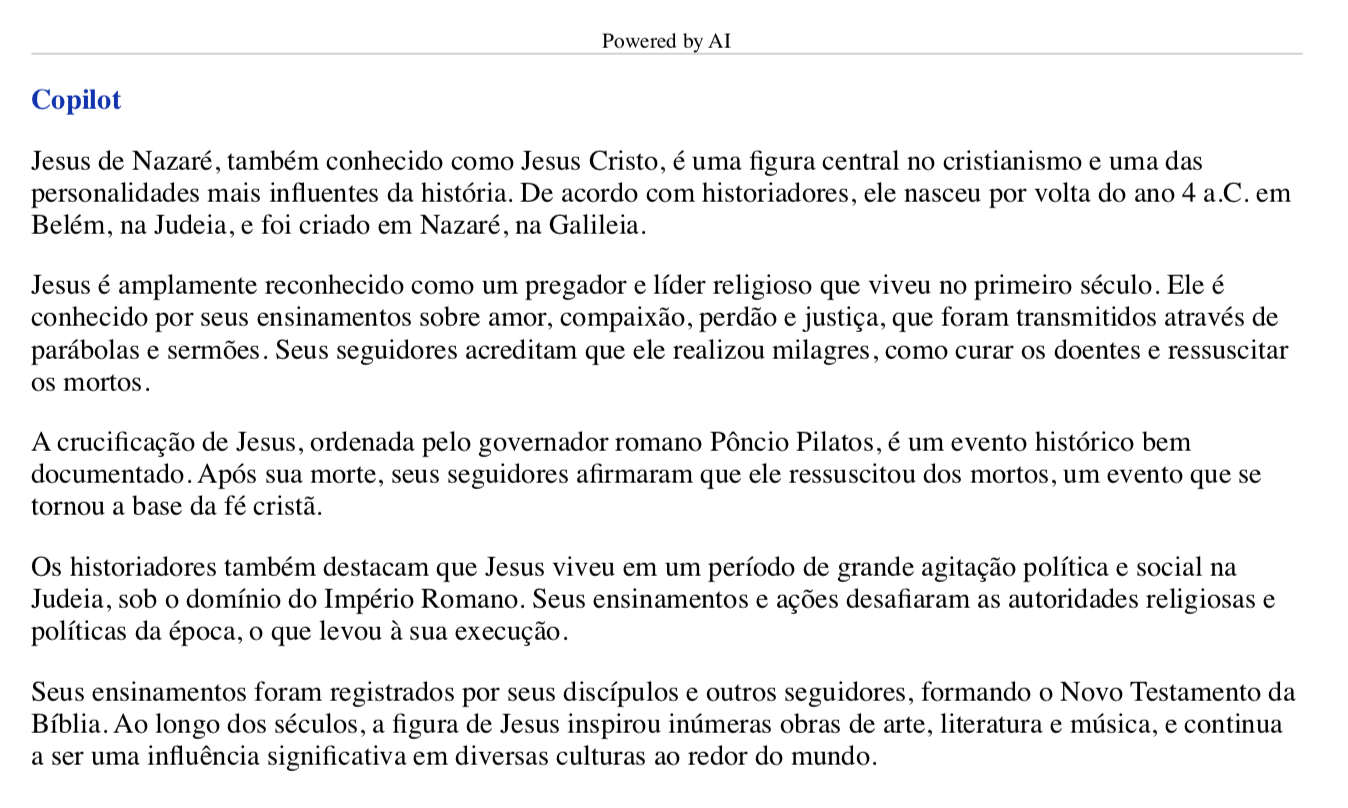 Powered by AI
Copilot
Jesus de Nazaré, também conhecido como Jesus Cristo, é uma figura central no cristianismo e uma das
personalidades mais influentes da história. De acordo com historiadores, ele nasceu por volta do ano 4 a.C. em
Belém, na Judeia, e foi criado em Nazaré, na Galileia.
Jesus é amplamente reconhecido como um pregador e líder religioso que viveu no primeiro século. Ele é
conhecido por seus ensinamentos sobre amor, compaixão, perdão e justiça, que foram transmitidos através de
parábolas e sermões. Seus seguidores acreditam que ele realizou milagres, como curar os doentes e ressuscitar
os mortos.
A crucificação de Jesus, ordenada pelo governador romano Pôncio Pilatos, é um evento histórico bem
documentado. Após sua morte, seus seguidores afirmaram que ele ressuscitou dos mortos, um evento que se
tornou a base da fé cristã.
Os historiadores também destacam que Jesus viveu em um período de grande agitação política e social na
Judeia, sob o domínio do Império Romano. Seus ensinamentos e ações desafiaram as autoridades religiosas e
políticas da época, o que levou à sua execução.
Seus ensinamentos foram registrados por seus discípulos e outros seguidores, formando o Novo Testamento da
Bíblia. Ao longo dos séculos, a figura de Jesus inspirou inúmeras obras de arte, literatura e música, e continua
a ser uma influência significativa em diversas culturas ao redor do mundo.